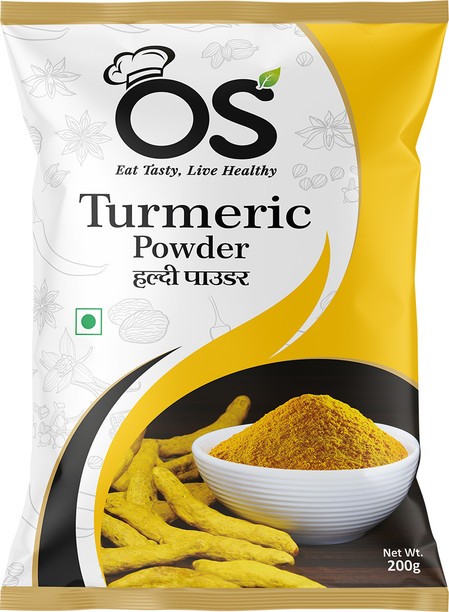 OS
Eat Tasty, Live Healthy
Turmeric
Powder
हल्दी पाउडर
Net Wt.
200g